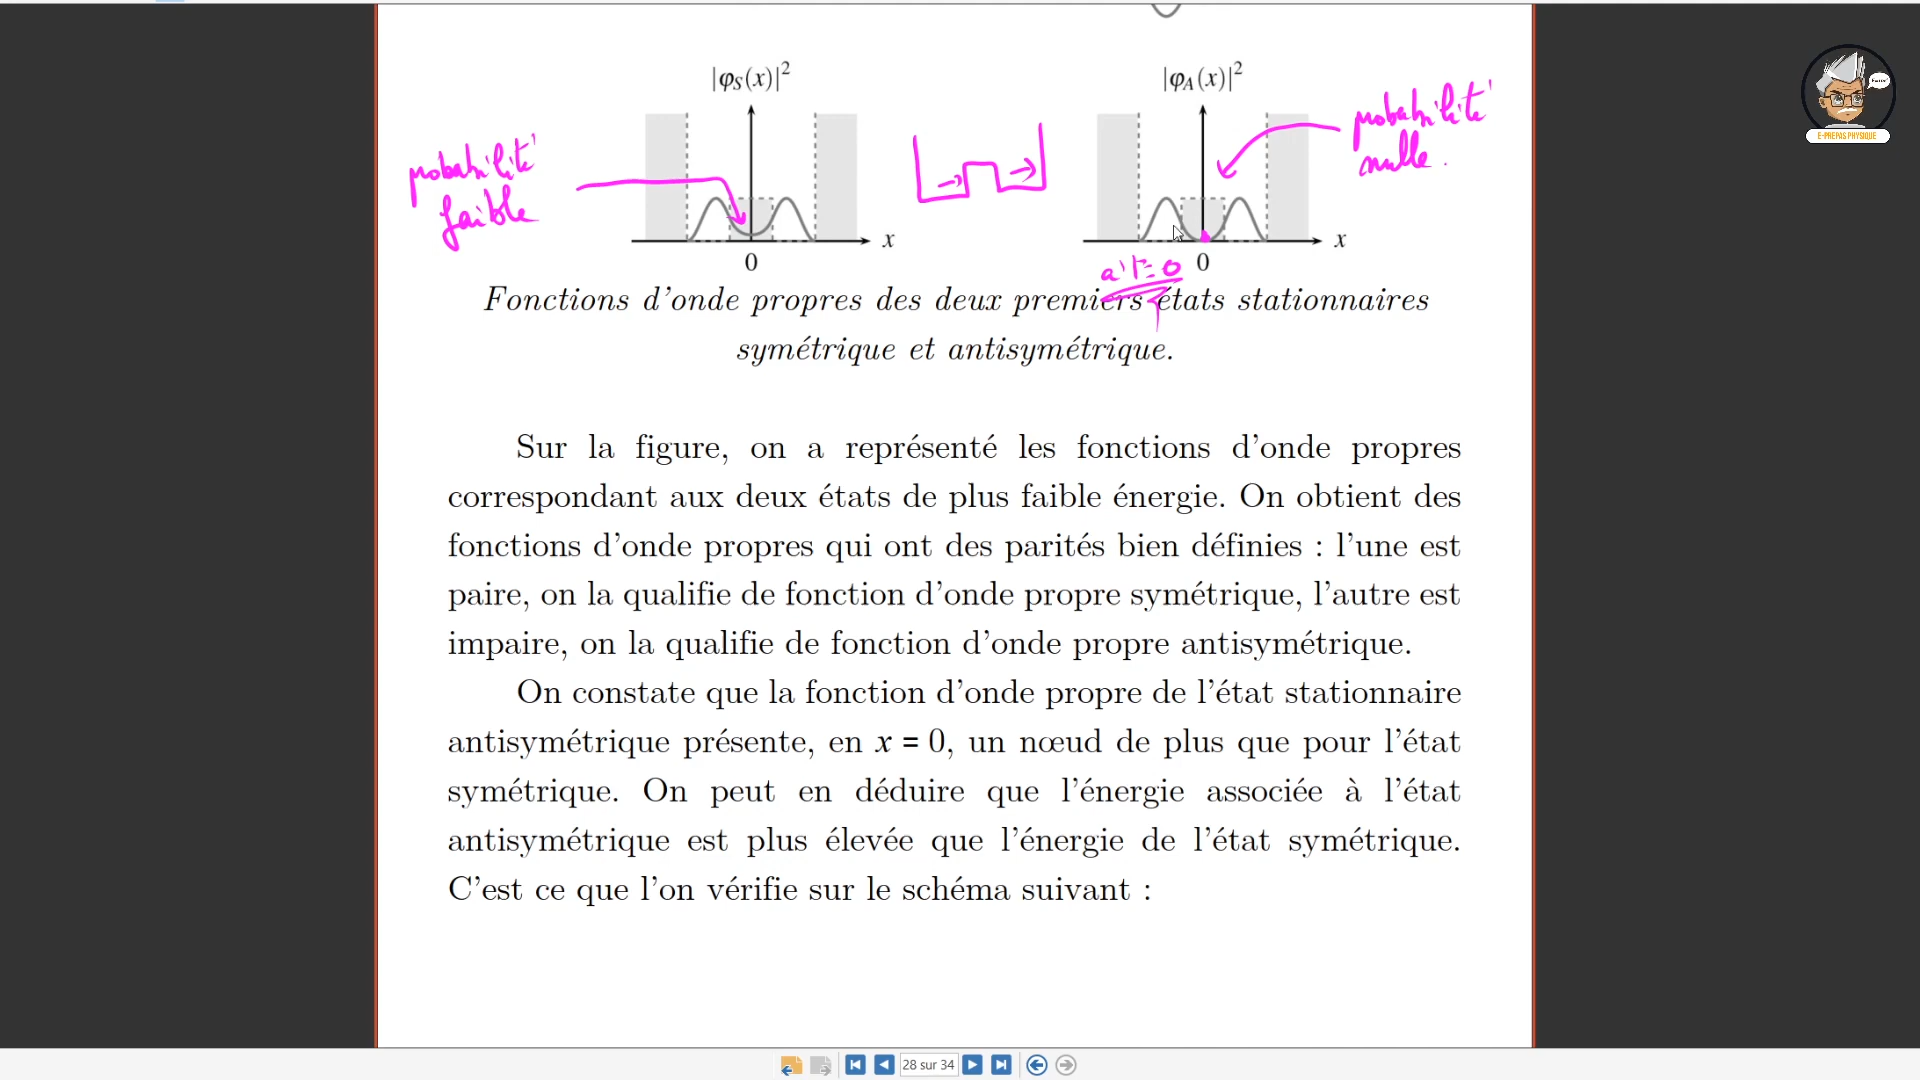 |φS(x)|²
|φA(x)|²
probabilité
faible
probabilité
nulle.
x
x
0
0
à t=0
Fonctions d'onde propres des deux premiers états stationnaires
symétrique et antisymétrique.
Sur la figure, on a représenté les fonctions d'onde propres
correspondant aux deux états de plus faible énergie. On obtient des
fonctions d'onde propres qui ont des parités bien définies : l'une est
paire, on la qualifie de fonction d'onde propre symétrique, l'autre est
impaire, on la qualifie de fonction d'onde propre antisymétrique.
On constate que la fonction d'onde propre de l'état stationnaire
antisymétrique présente, en x = 0, un nœud de plus que pour l'état
symétrique. On peut en déduire que l'énergie associée à l'état
antisymétrique est plus élevée que l'énergie de l'état symétrique.
C'est ce que l'on vérifie sur le schéma suivant :
E-PREPAS PHYSIQUE
28 sur 34